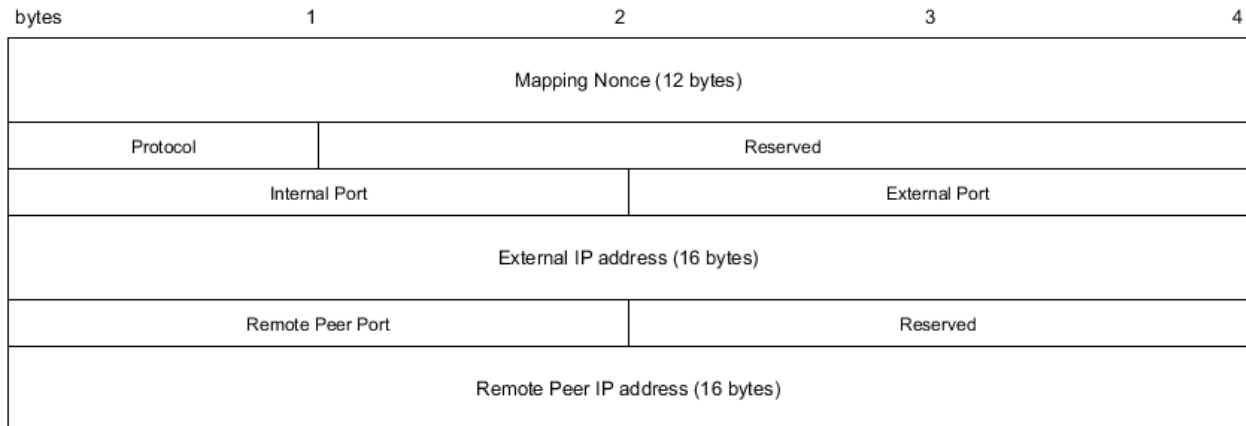 bytes 1 2 3 4
Mapping Nonce (12 bytes)
Protocol Reserved
Internal Port External Port
External IP address (16 bytes)
Remote Peer Port Reserved
Remote Peer IP address (16 bytes)